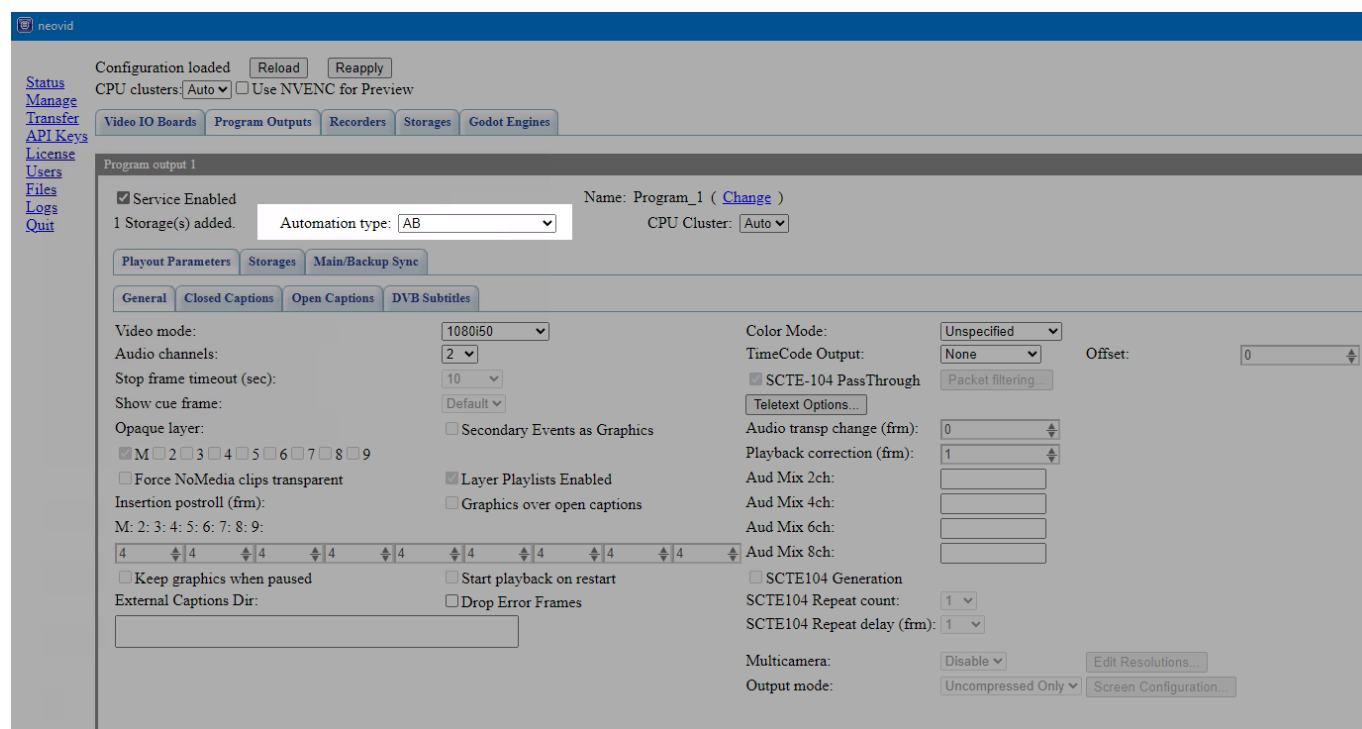 neovid
Configuration loaded Reload Reapply
CPU clusters: Auto Use NVENC for Preview
Status
Manage
Transfer
API Keys
License
Users
Files
Logs
Quit
Video IO Boards Program Outputs Recorders Storages Godot Engines
Program output 1
Service Enabled Name: Program_1 ( Change )
1 Storage(s) added. Automation type: AB CPU Cluster: Auto
Playout Parameters Storages Main/Backup Sync
General Closed Captions Open Captions DVB Subtitles
Video mode: 1080i50 Color Mode: Unspecified
Audio channels: 2 TimeCode Output: None Offset: 0
Stop frame timeout (sec): 10 SCTE-104 PassThrough Packet filtering...
Show cue frame: Default Teletext Options...
Opaque layer: Secondary Events as Graphics Audio transp change (frm): 0
M 2 3 4 5 6 7 8 9 Playback correction (frm): 1
Force NoMedia clips transparent Layer Playlists Enabled Aud Mix 2ch:
Insertion postroll (frm): Graphics over open captions Aud Mix 4ch:
M: 2: 3: 4: 5: 6: 7: 8: 9: Aud Mix 6ch:
4 4 4 4 4 4 4 4 4 Aud Mix 8ch:
Keep graphics when paused Start playback on restart SCTE104 Generation
External Captions Dir: Drop Error Frames SCTE104 Repeat count: 1
SCTE104 Repeat delay (frm): 1
Multicamera: Disable Edit Resolutions...
Output mode: Uncompressed Only Screen Configuration...